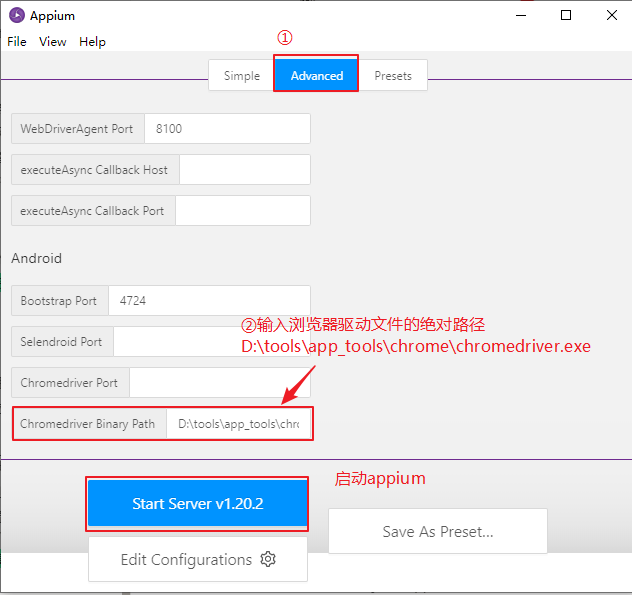 Appium
File View Help
①
Simple Advanced Presets
WebDriverAgent Port 8100
executeAsync Callback Host
executeAsync Callback Port
Android
Bootstrap Port 4724
②输入浏览器驱动文件的绝对路径
Selendroid Port
D:\tools\app_tools\chrome\chromedriver.exe
Chromedriver Port
Chromedriver Binary Path D:\tools\app_tools\chro
启动appium
Start Server v1.20.2
Save As Preset...
Edit Configurations